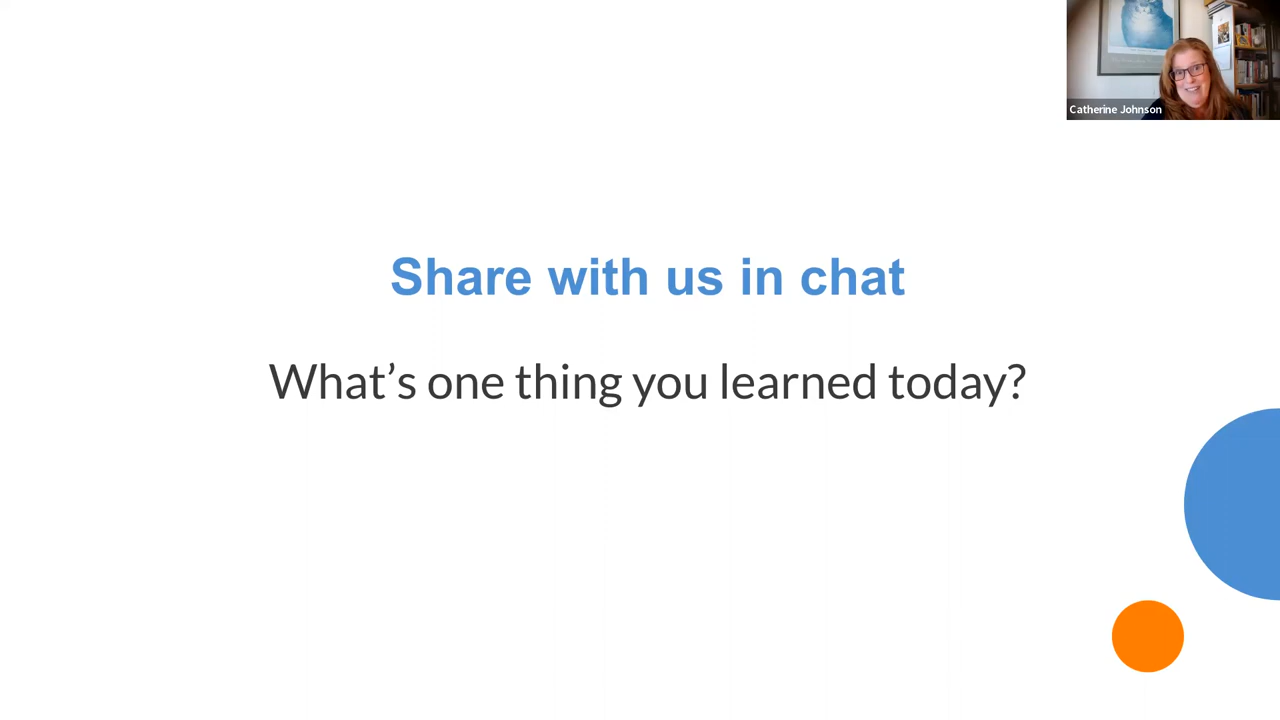 Catherine Johnson
Share with us in chat
What’s one thing you learned today?